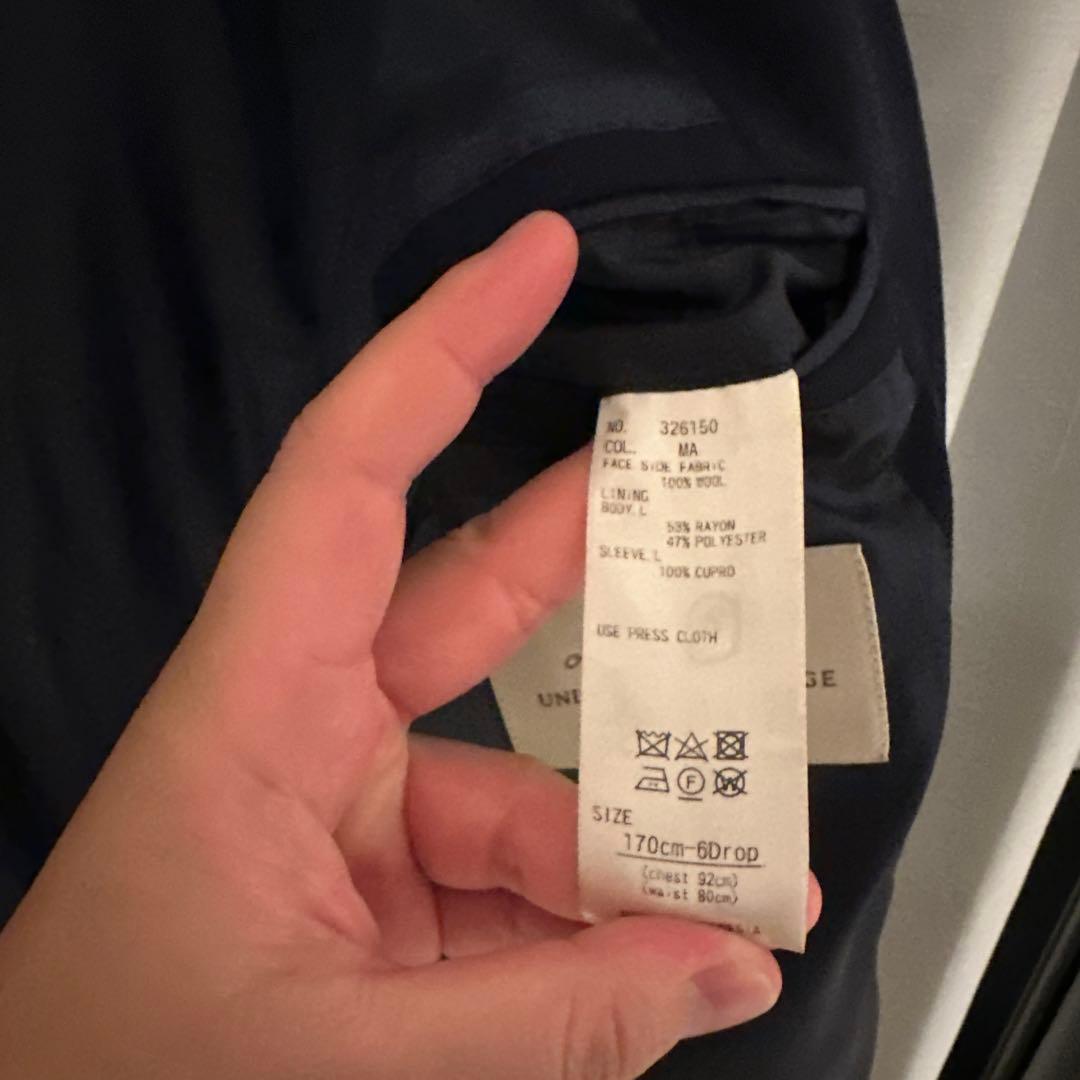 NO. 326150
COL. MA
FACE SIDE FABRIC
100% WOOL
LINING
BODY.L
53% RAYON
47% POLYESTER
SLEEVE.L
100% CUPRO
USE PRESS CLOTH
F
W
SIZE
170cm-6Drop
(chest 92cm)
(waist 80cm)